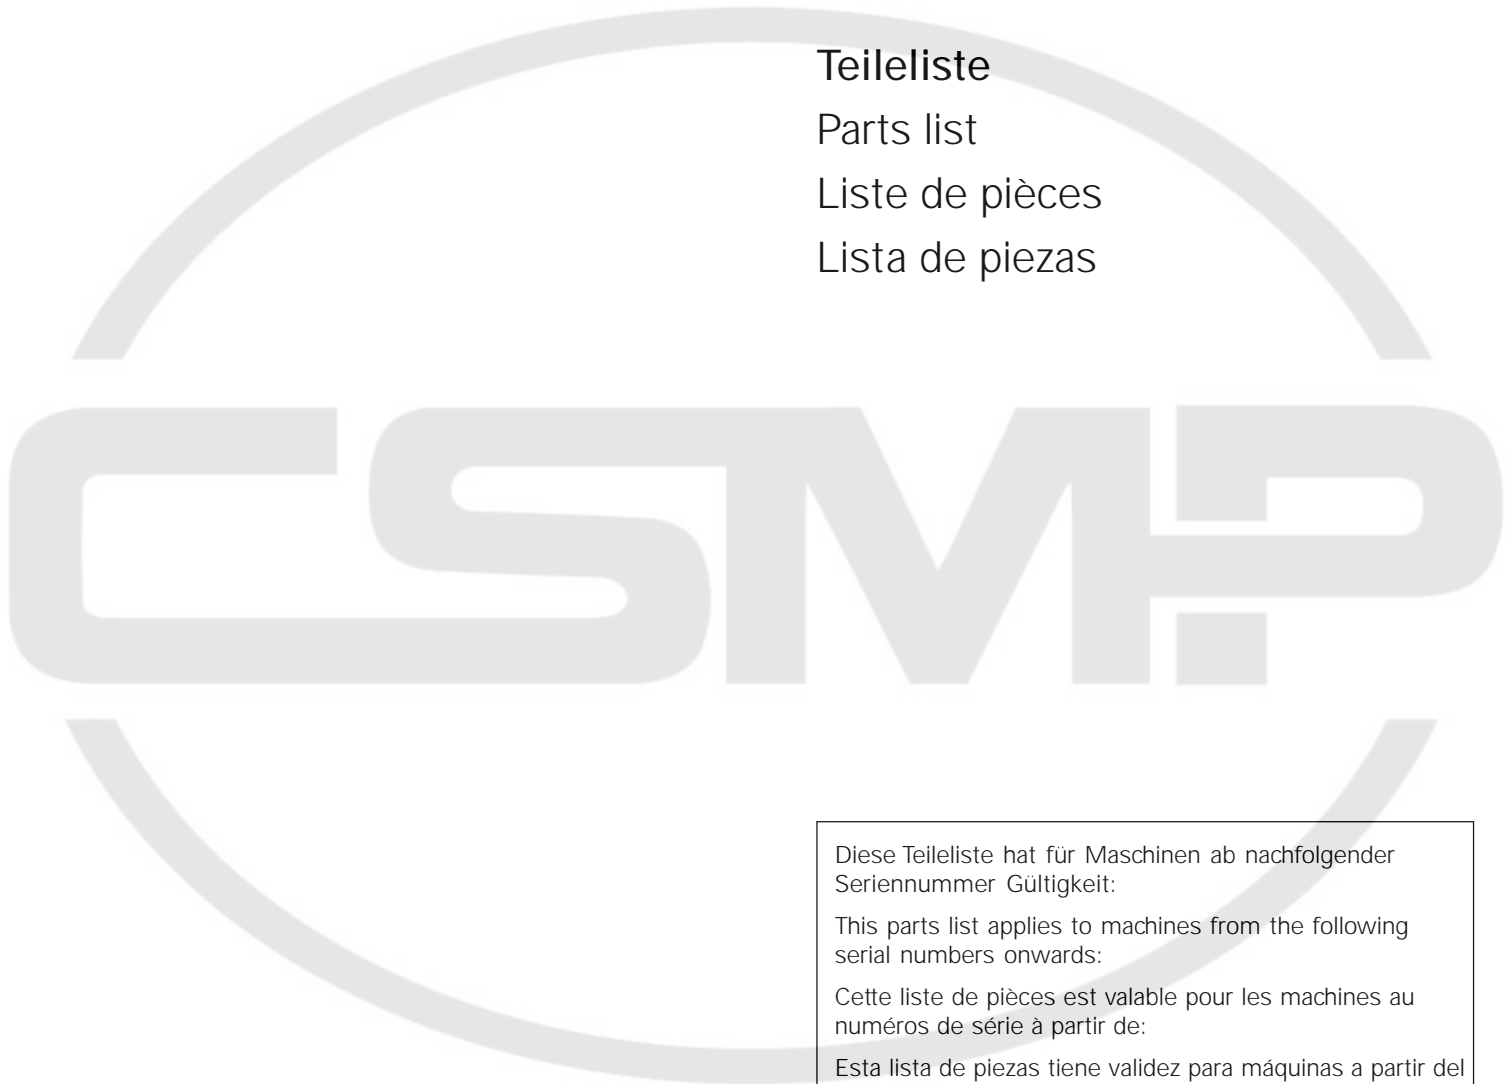 Teileliste
Parts list
Liste de pièces
Lista de piezas
CSMP
Diese Teileliste hat für Maschinen ab nachfolgender
Seriennummer Gültigkeit:
This parts list applies to machines from the following
serial numbers onwards:
Cette liste de pièces est valable pour les machines au
numéros de série à partir de:
Esta lista de piezas tiene validez para máquinas a partir del